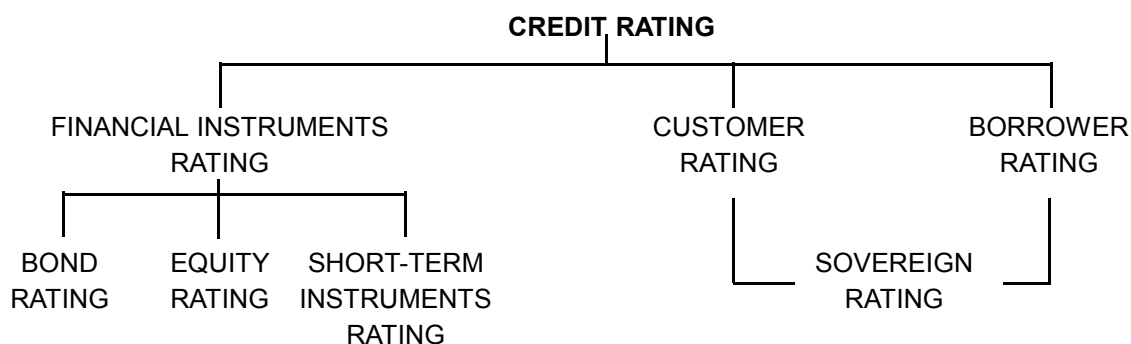 CREDIT RATING
FINANCIAL INSTRUMENTS
RATING
CUSTOMER
RATING
BORROWER
RATING
BOND
RATING
EQUITY
RATING
SHORT-TERM
INSTRUMENTS
RATING
SOVEREIGN
RATING